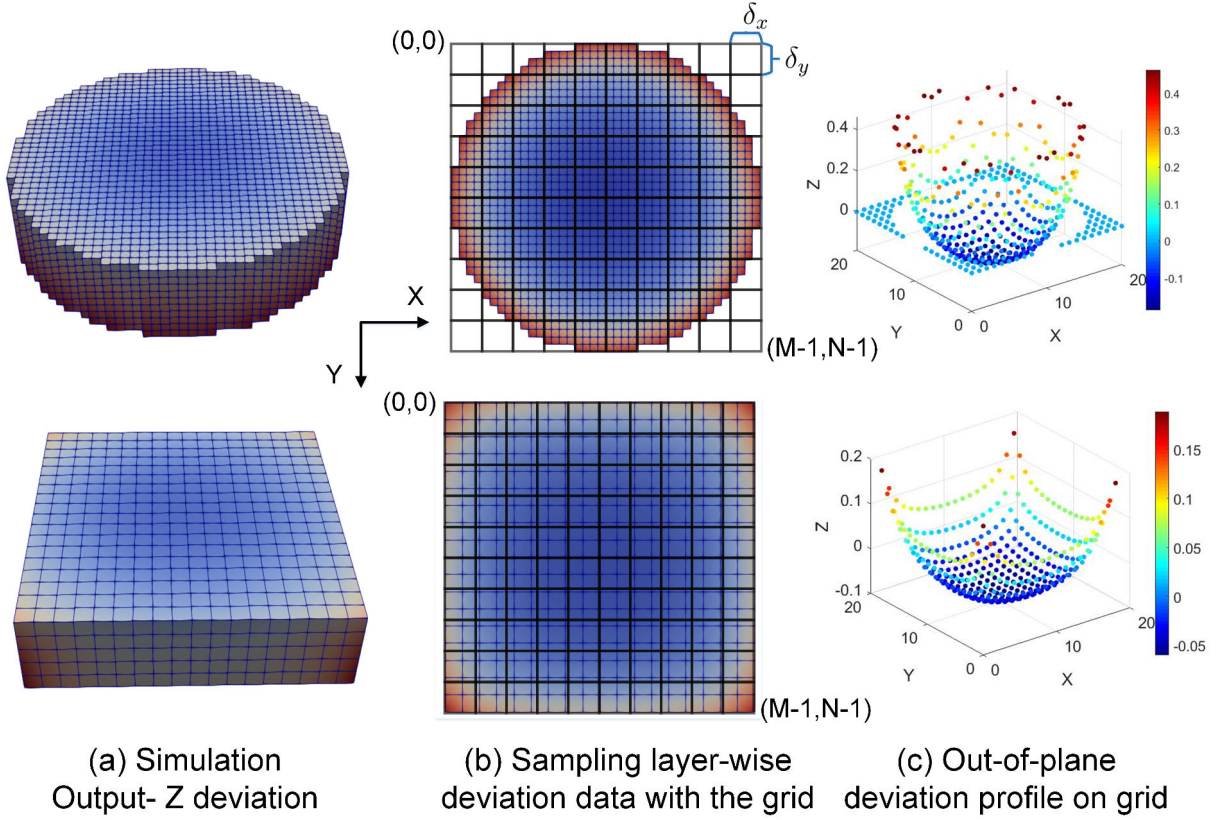 δx
(0,0)
δy
X
Y
(M-1,N-1)
0.4
0.2
0
Z
20
10
0
Y
0
10
20
X
0.4
0.3
0.2
0.1
0
-0.1
(0,0)
(M-1,N-1)
0.2
0.1
0
-0.1
Z
20
10
0
Y
0
10
20
X
0.15
0.1
0.05
0
-0.05
(a) Simulation
Output- Z deviation
(b) Sampling layer-wise
deviation data with the grid
(c) Out-of-plane
deviation profile on grid